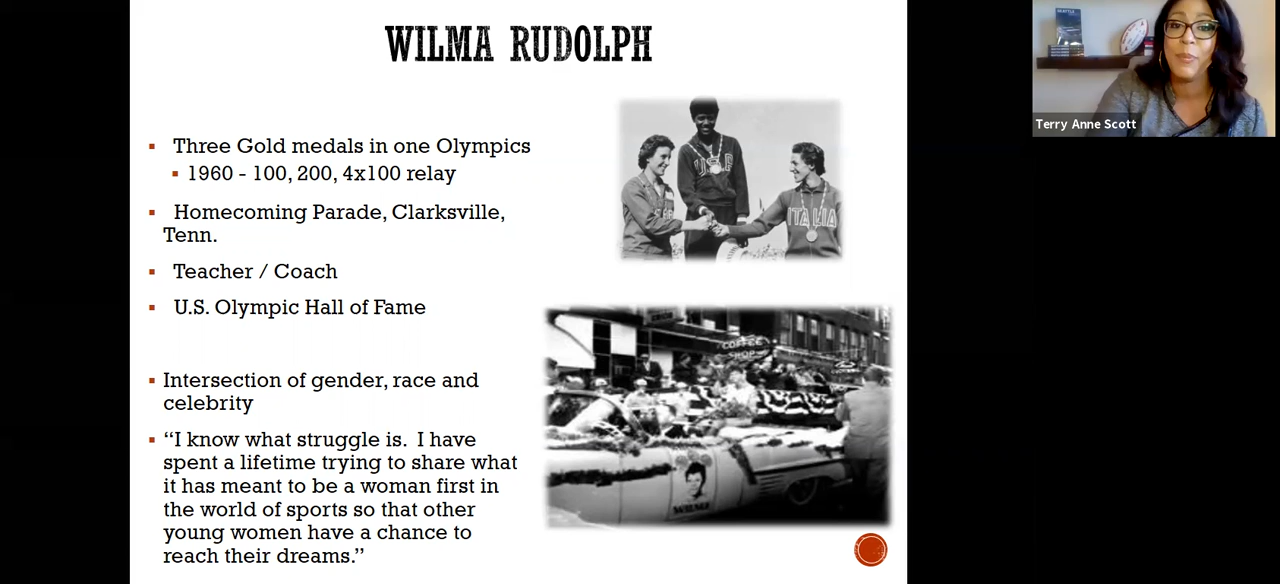 WILMA RUDOLPH
Three Gold medals in one Olympics
1960 - 100, 200, 4x100 relay
Homecoming Parade, Clarksville,
Tenn.
Teacher / Coach
U.S. Olympic Hall of Fame
Intersection of gender, race and
celebrity
“I know what struggle is. I have
spent a lifetime trying to share what
it has meant to be a woman first in
the world of sports so that other
young women have a chance to
reach their dreams.”
ITALIA
COFFEE
SHOP
WILMA
Terry Anne Scott